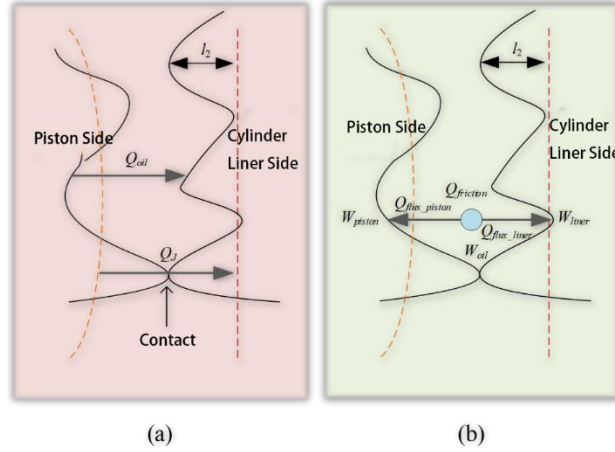 l₂
Piston Side
Cylinder
Liner Side
Q_oil
Q_J
Contact
(a)
l₂
Piston Side
Cylinder
Liner Side
Q_friction
Q_flux_piston
W_piston
W_liner
Q_flux_liner
W_oil
(b)